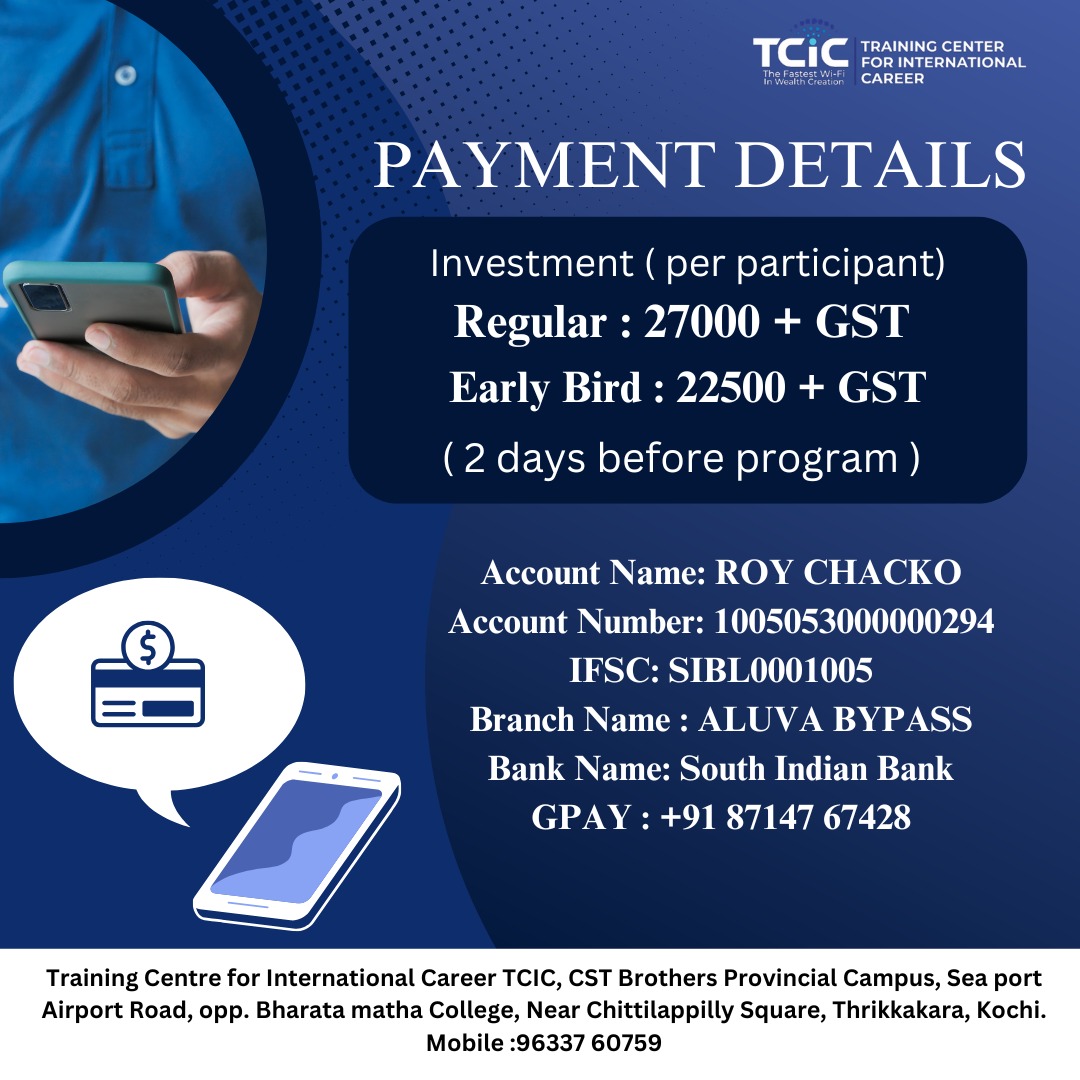 TCiC
The Fastest Wi-Fi
In Wealth Creation
TRAINING CENTER
FOR INTERNATIONAL
CAREER
PAYMENT DETAILS
Investment ( per participant)
Regular : 27000 + GST
Early Bird : 22500 + GST
( 2 days before program )
Account Name: ROY CHACKO
Account Number: 1005053000000294
IFSC: SIBL0001005
Branch Name : ALUVA BYPASS
Bank Name: South Indian Bank
GPAY : +91 87147 67428
$
Training Centre for International Career TCIC, CST Brothers Provincial Campus, Sea port
Airport Road, opp. Bharata matha College, Near Chittilappilly Square, Thrikkakara, Kochi.
Mobile :96337 60759